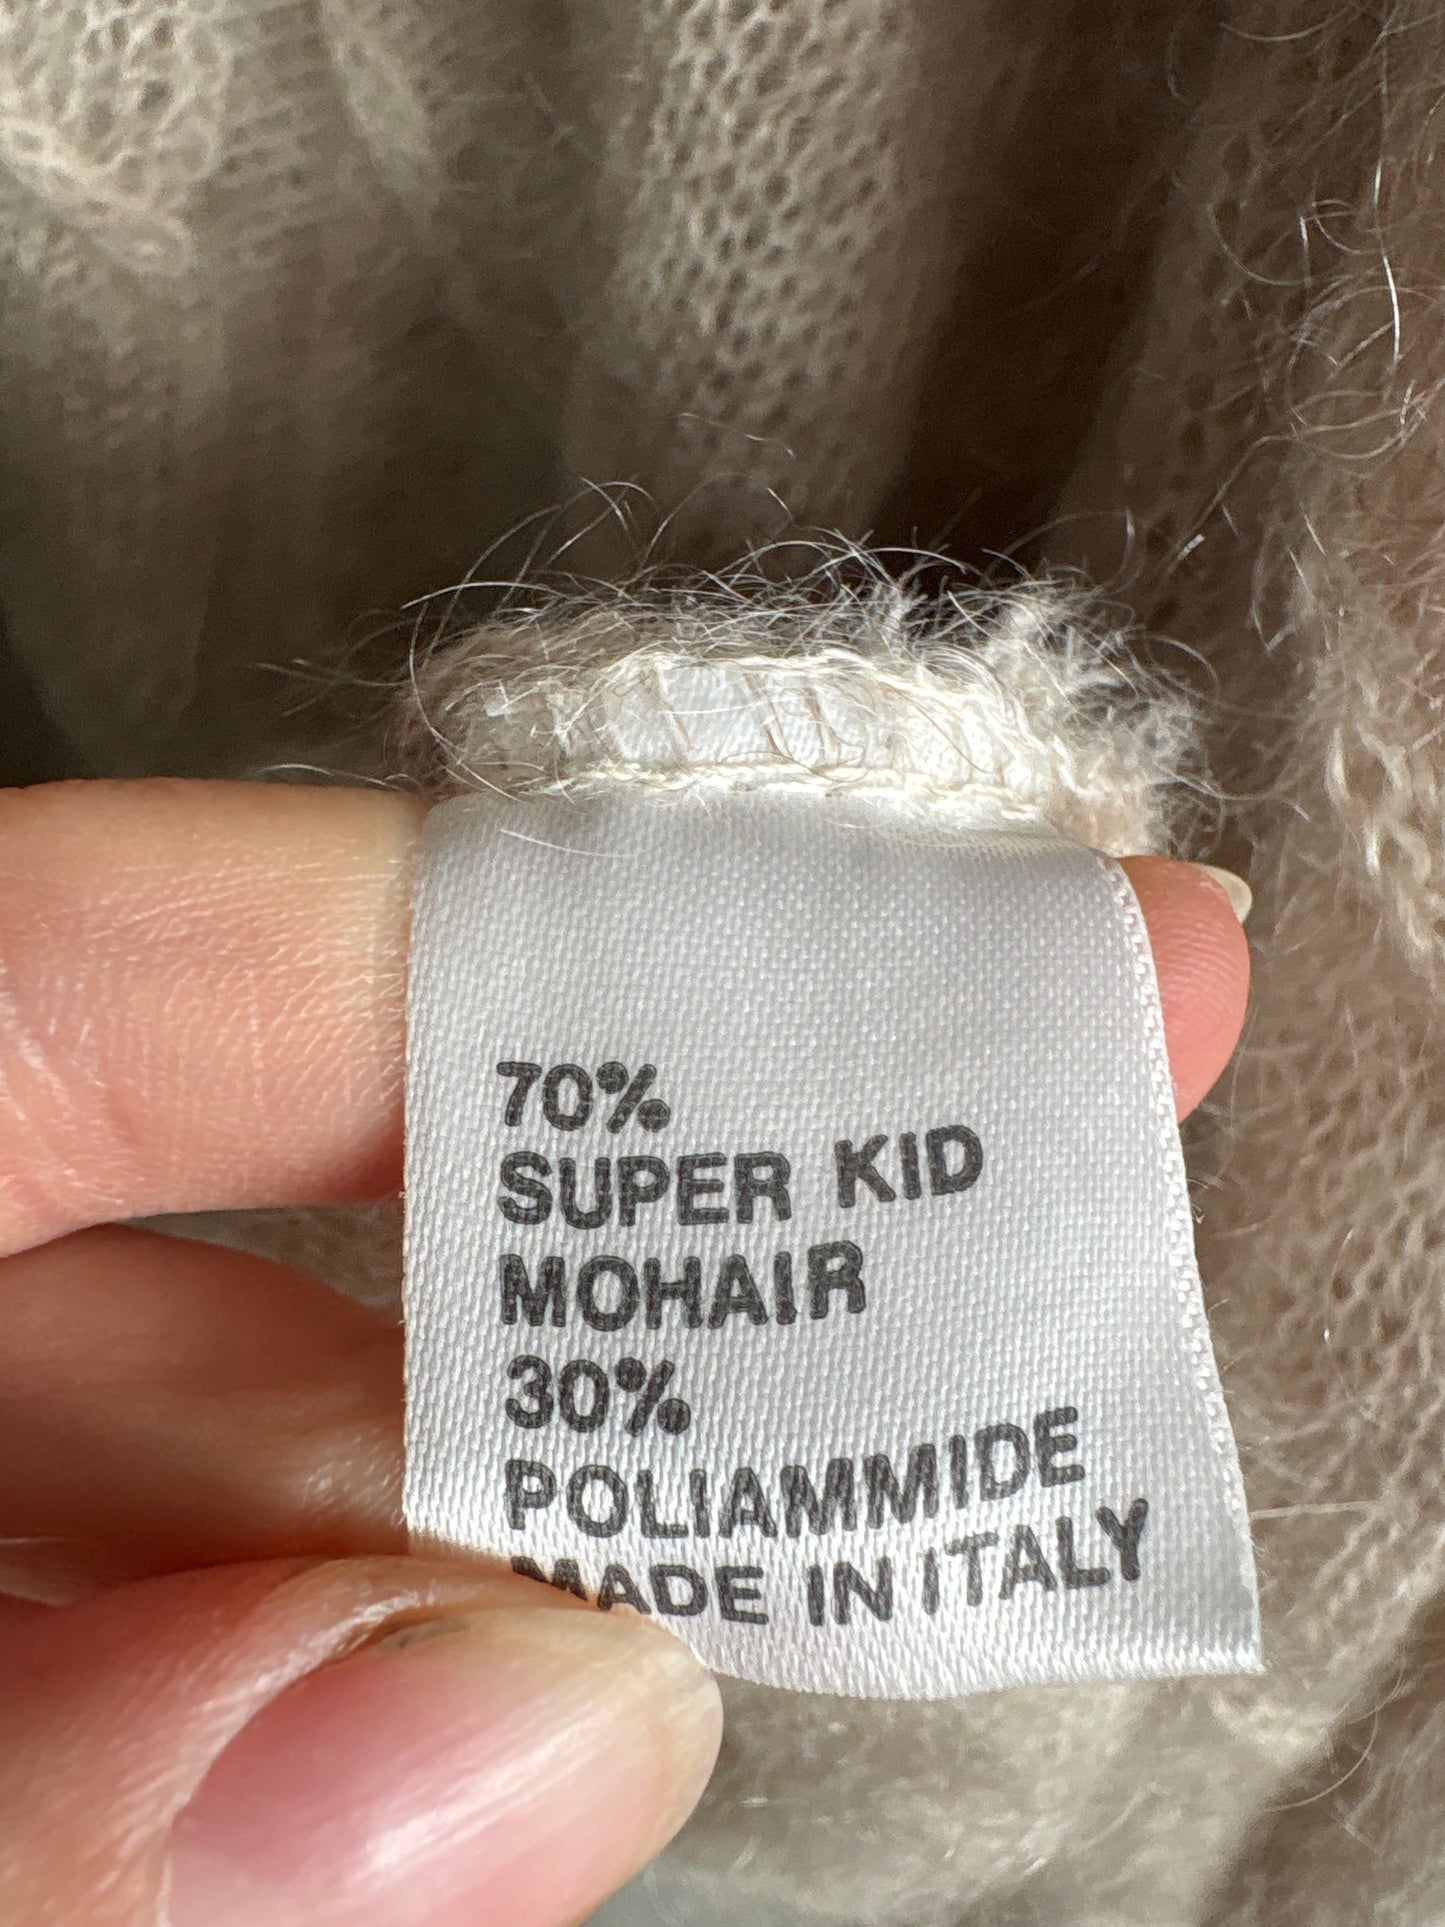 70%
SUPER KID
MOHAIR
30%
POLIAMMIDE
MADE IN ITALY